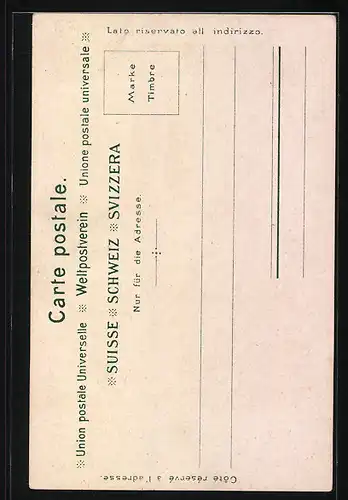 Carte postale.
※ Union postale Universelle ※ Weltpostverein ※ Unione postale universale ※
※ SUISSE ※ SCHWEIZ ※ SVIZZERA
Nur für die Adresse.
Marke
Timbre
Côté réservé à l'adresse.
Lato riservato all indirizzo.